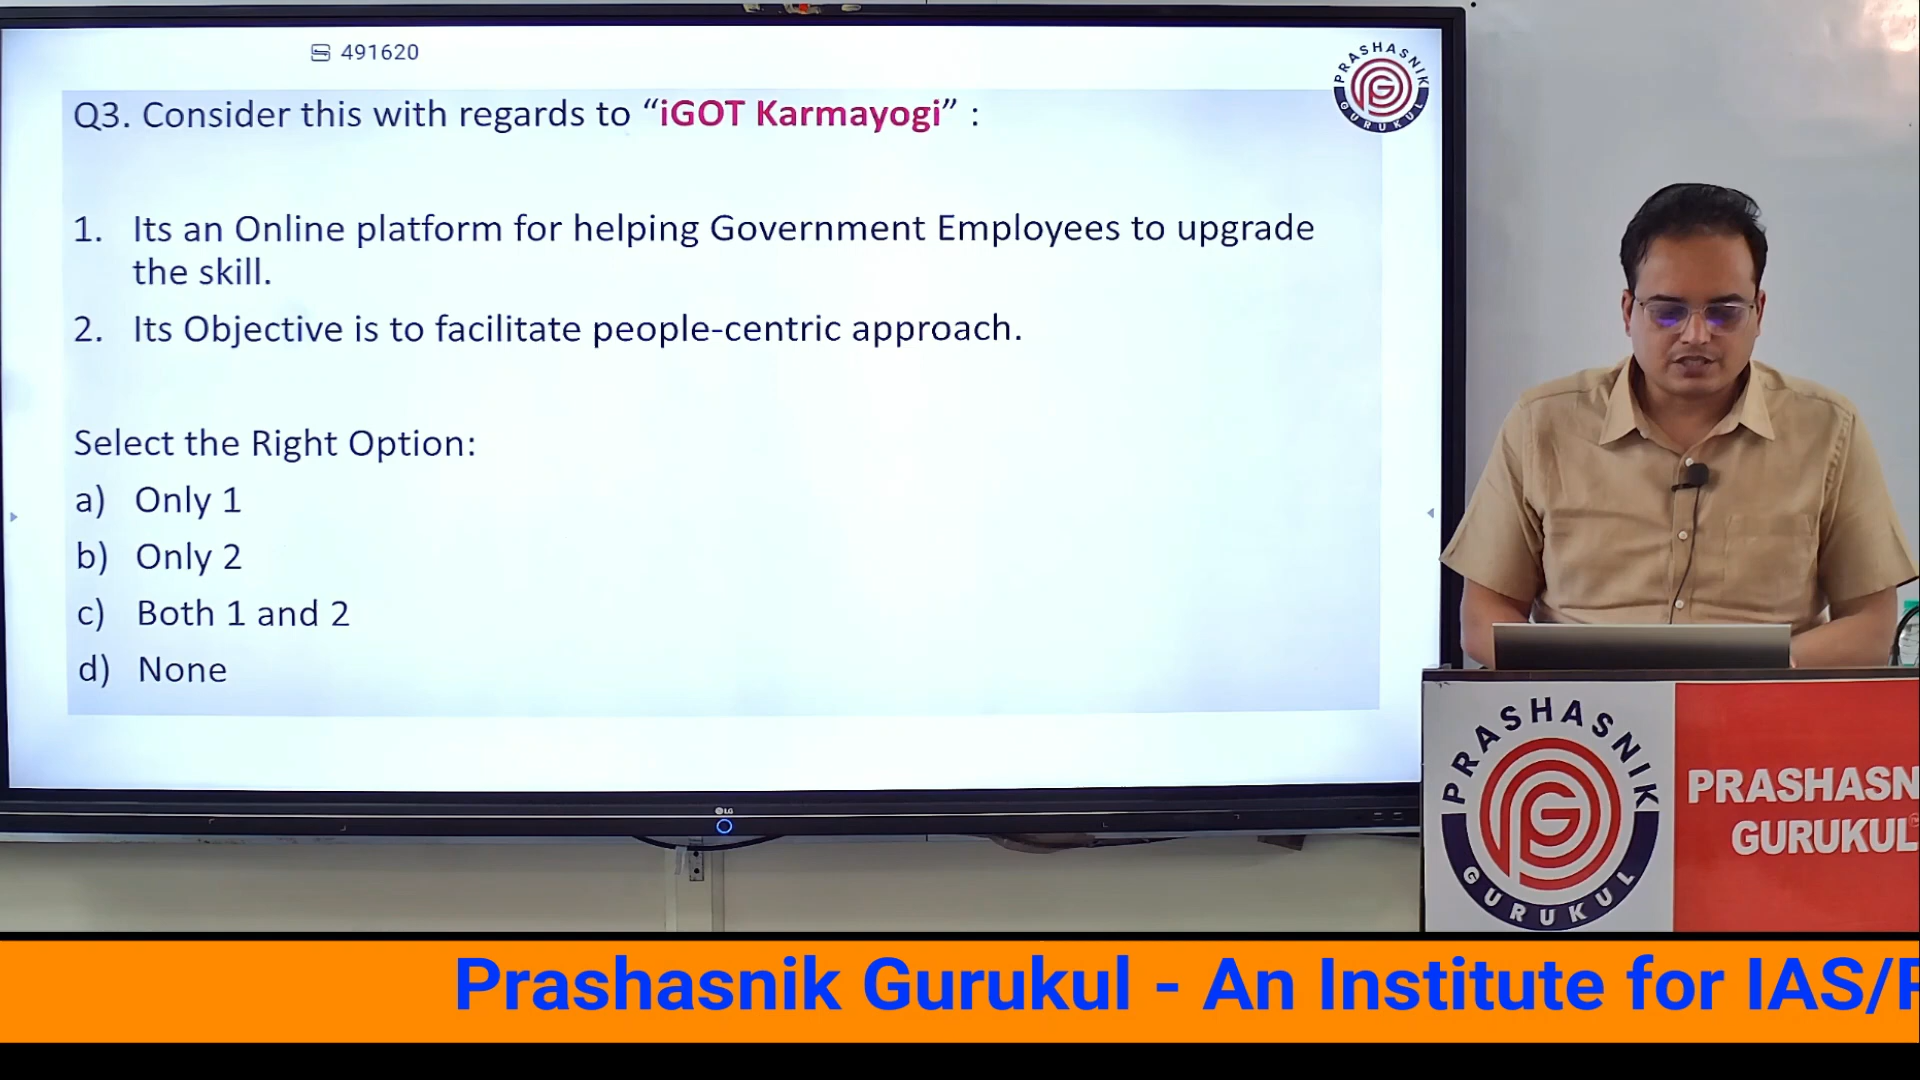 491620
PRASHASNIK GURUKUL
Q3. Consider this with regards to “iGOT Karmayogi” :
1. Its an Online platform for helping Government Employees to upgrade
the skill.
2. Its Objective is to facilitate people-centric approach.
Select the Right Option:
a) Only 1
b) Only 2
c) Both 1 and 2
d) None
LG
PRASHASNIK GURUKUL
PRASHASN
GURUKUL
Prashasnik Gurukul - An Institute for IAS/